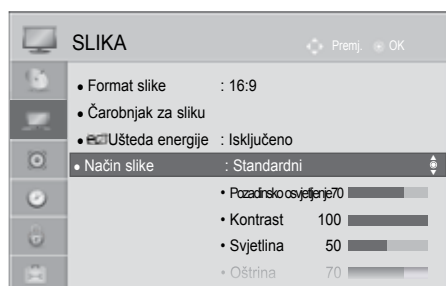 SLIKA
Premj. OK
• Format slike : 16:9
• Čarobnjak za sliku
• Ušteda energije : Isključeno
• Način slike : Standardni
• Pozadinsko osvjetljenje 70
• Kontrast 100
• Svjetlina 50
• Oštrina 70